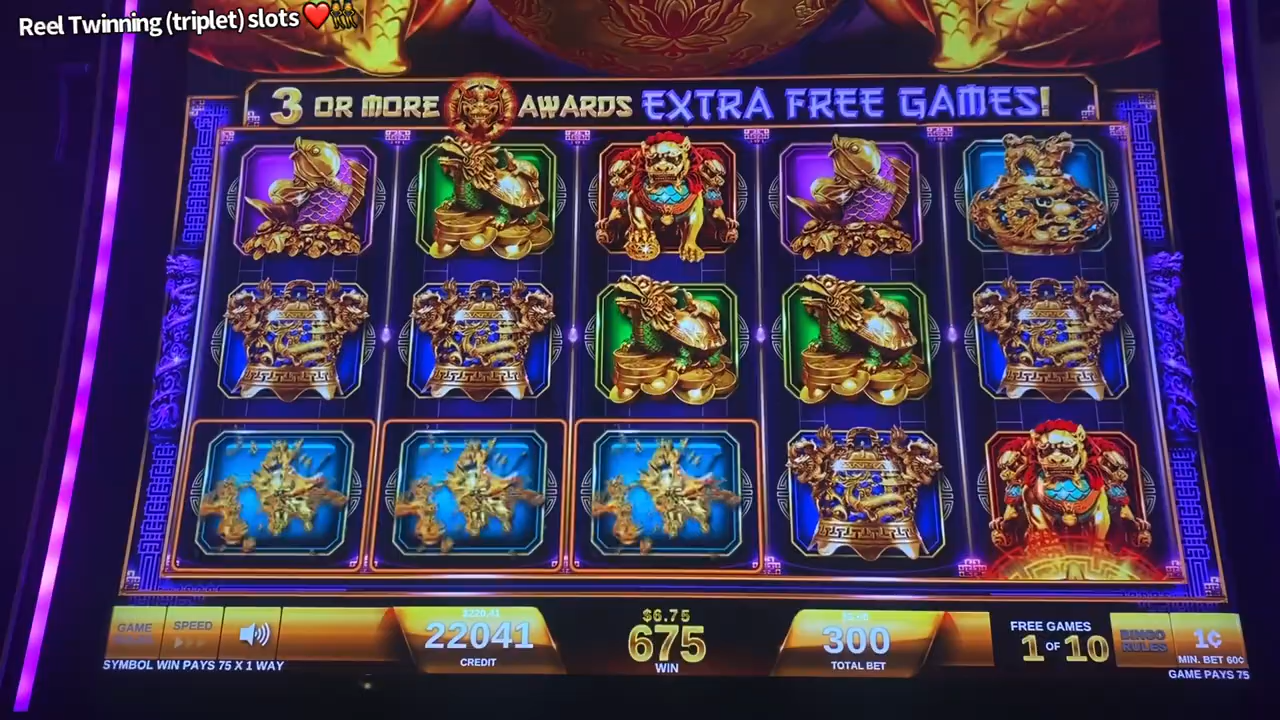 Reel Twinning (triplet) slots ❤️👯
3 OR MORE AWARDS EXTRA FREE GAMES!
GAME
SPEED
$220.41
22041
CREDIT
$6.75
675
WIN
300
TOTAL BET
FREE GAMES
1 OF 10
BINGO
RULES
1¢
MIN. BET 60¢
SYMBOL WIN PAYS 75 X 1 WAY
GAME PAYS 75